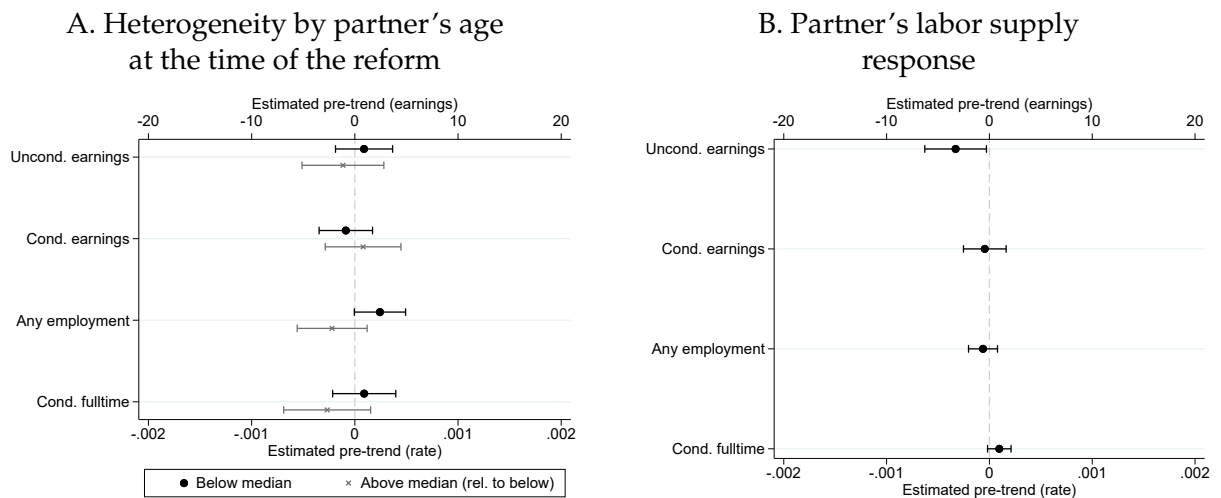 A. Heterogeneity by partner’s age
at the time of the reform
Estimated pre-trend (earnings)
-20 -10 0 10 20
Uncond. earnings
Cond. earnings
Any employment
Cond. fulltime
-.002 -.001 0 .001 .002
Estimated pre-trend (rate)
Below median Above median (rel. to below)
B. Partner’s labor supply
response
Estimated pre-trend (earnings)
-20 -10 0 10 20
Uncond. earnings
Cond. earnings
Any employment
Cond. fulltime
-.002 -.001 0 .001 .002
Estimated pre-trend (rate)